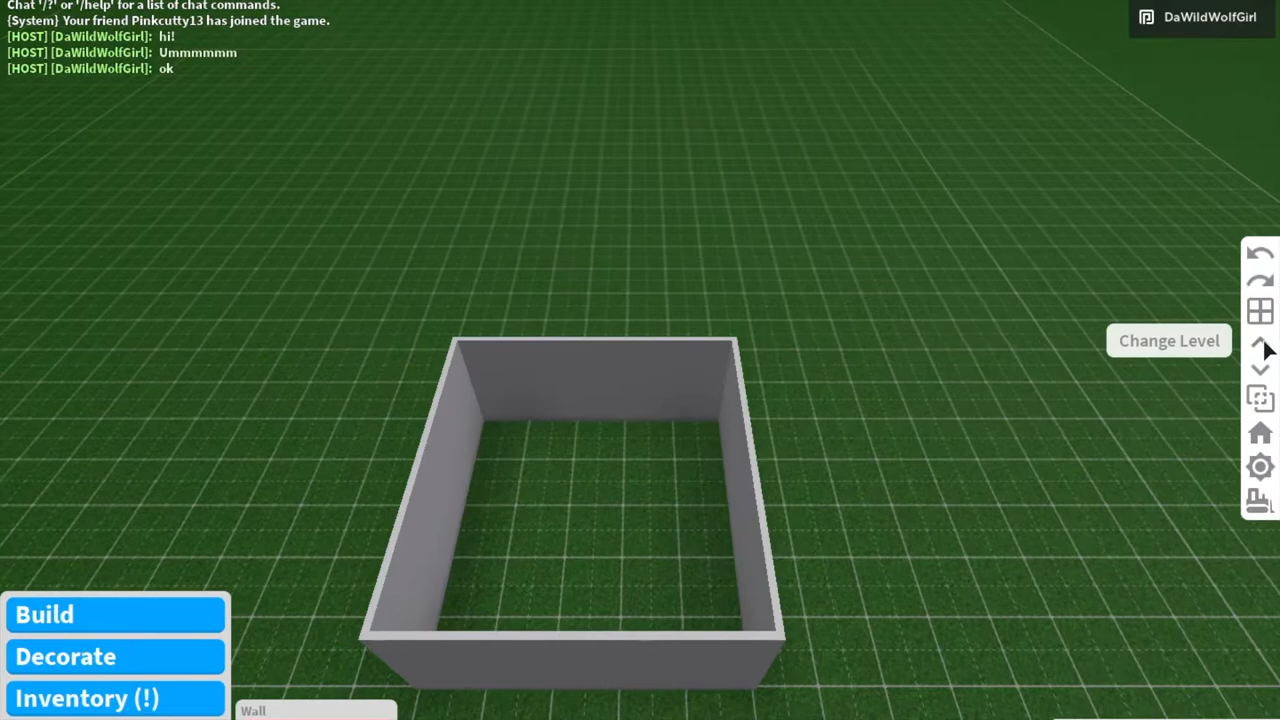 Chat '/?' or '/help' for a list of chat commands.
{System} Your friend Pinkcutty13 has joined the game.
[HOST] [DaWildWolfGirl]: hi!
[HOST] [DaWildWolfGirl]: Ummmmmm
[HOST] [DaWildWolfGirl]: ok
DaWildWolfGirl
Change Level
Build
Decorate
Inventory (!)
Wall